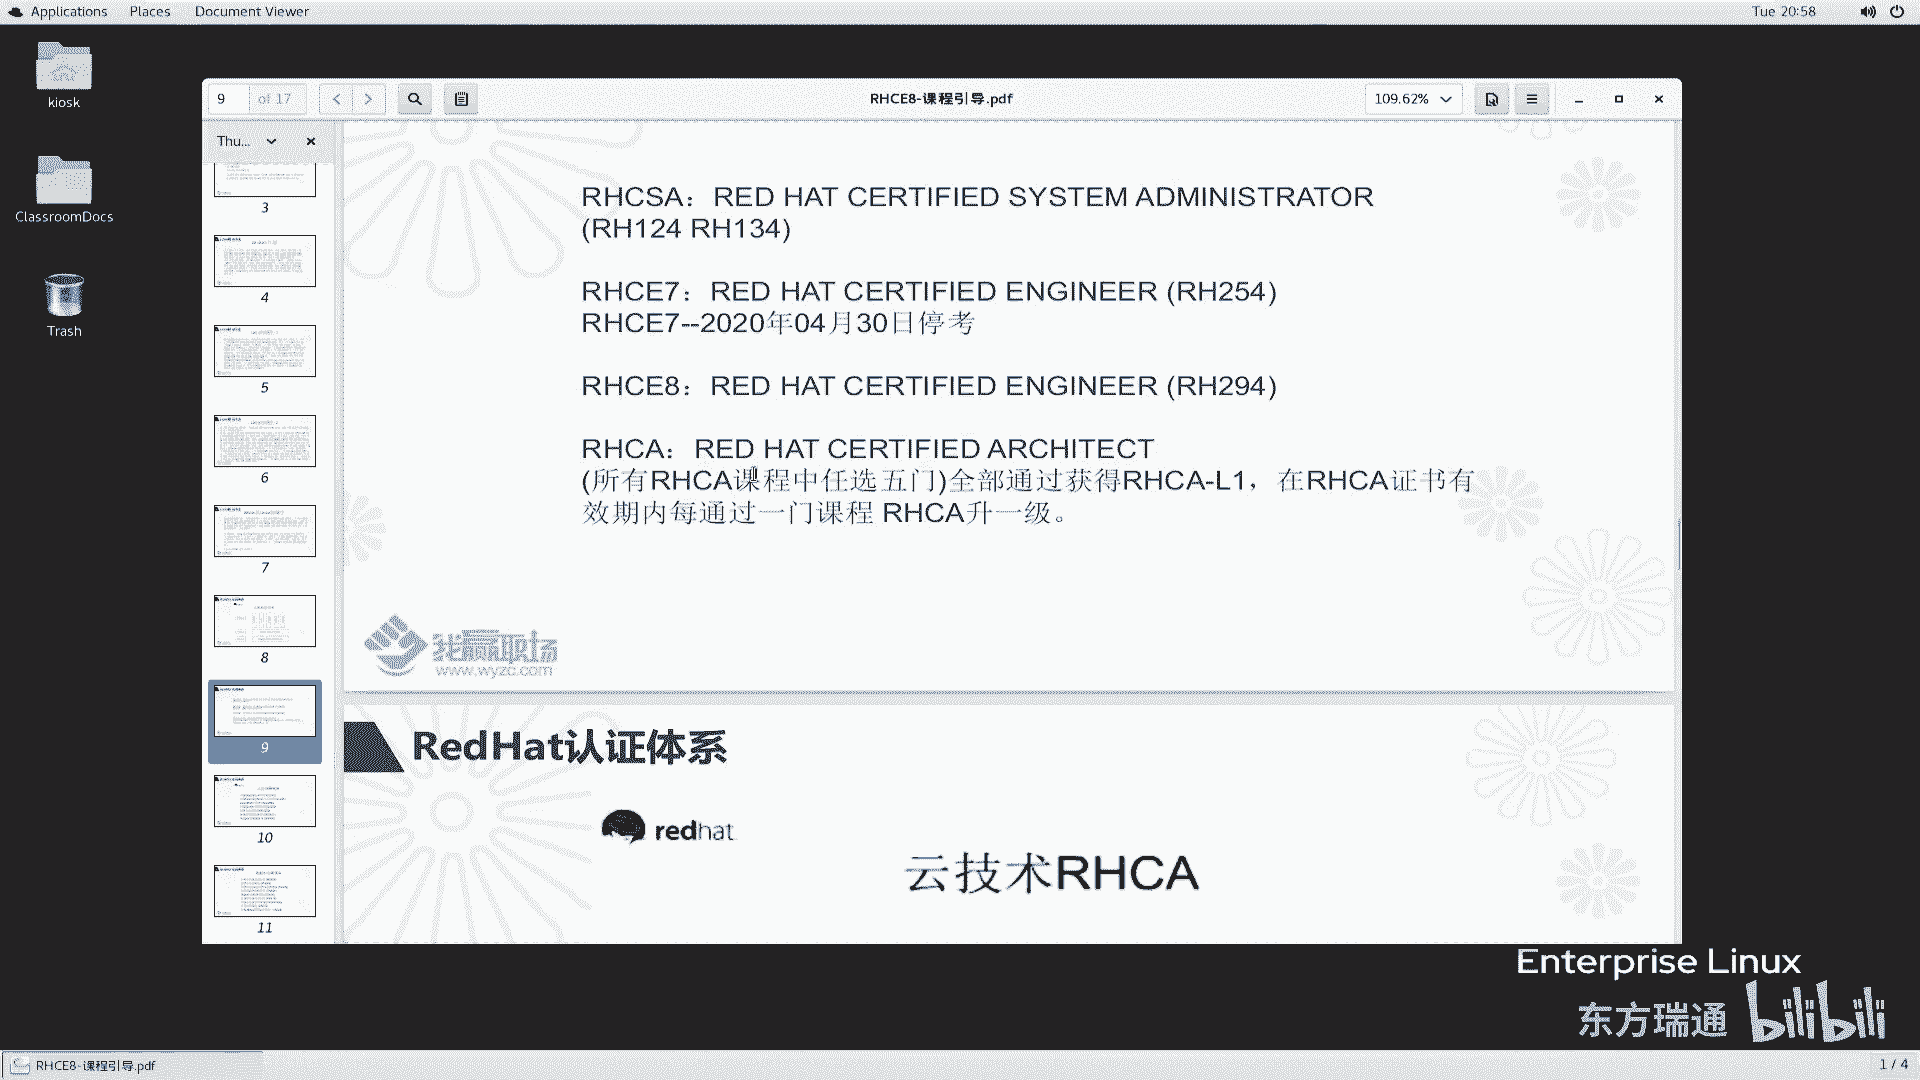 Applications Places Document Viewer Tue 20:58
kiosk
ClassroomDocs
Trash
9 of 17 RHCE8-课程引导.pdf 109.62%
Thu...
3
4
5
6
7
8
9
10
11
RHCSA：RED HAT CERTIFIED SYSTEM ADMINISTRATOR
(RH124 RH134)
RHCE7：RED HAT CERTIFIED ENGINEER (RH254)
RHCE7--2020年04月30日停考
RHCE8：RED HAT CERTIFIED ENGINEER (RH294)
RHCA：RED HAT CERTIFIED ARCHITECT
(所有RHCA课程中任选五门)全部通过获得RHCA-L1，在RHCA证书有
效期内每通过一门课程 RHCA升一级。
我赢职场
www.wyzc.com
RedHat认证体系
redhat
云技术RHCA
Enterprise Linux
东方瑞通 bilibili
RHCE8-课程引导.pdf 1 / 4